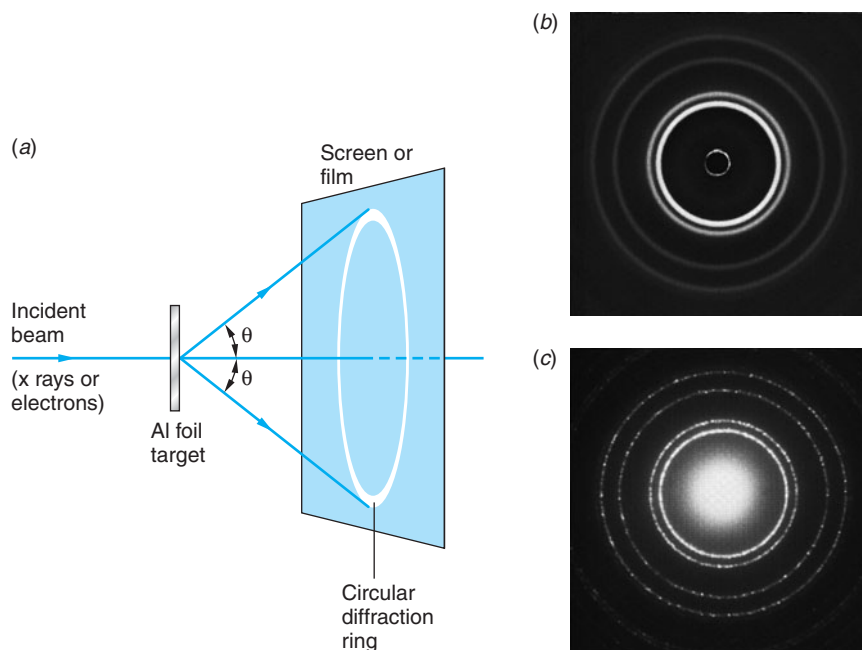 (a)
Screen or
film
Incident
beam
(x rays or
electrons)
θ
θ
Al foil
target
Circular
diffraction
ring
(b)
(c)